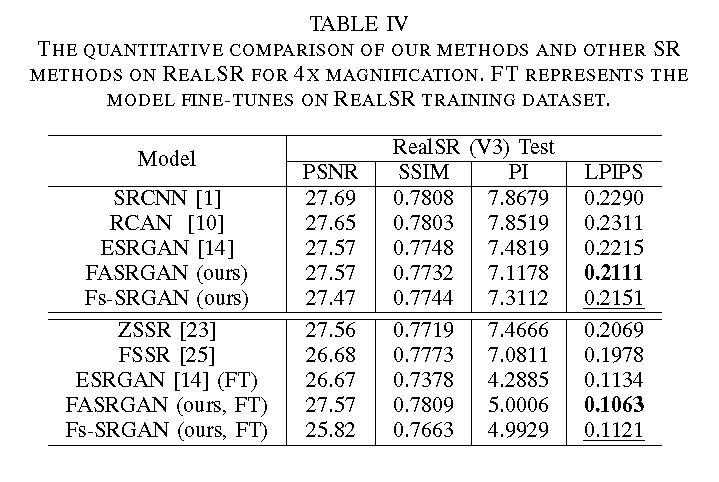 TABLE IV
THE QUANTITATIVE COMPARISON OF OUR METHODS AND OTHER SR
METHODS ON REALSR FOR 4X MAGNIFICATION. FT REPRESENTS THE
MODEL FINE-TUNES ON REALSR TRAINING DATASET.
Model RealSR (V3) Test
PSNR SSIM PI LPIPS
SRCNN [1] 27.69 0.7808 7.8679 0.2290
RCAN [10] 27.65 0.7803 7.8519 0.2311
ESRGAN [14] 27.57 0.7748 7.4819 0.2215
FASRGAN (ours) 27.57 0.7732 7.1178 0.2111
Fs-SRGAN (ours) 27.47 0.7744 7.3112 0.2151
ZSSR [23] 27.56 0.7719 7.4666 0.2069
FSSR [25] 26.68 0.7773 7.0811 0.1978
ESRGAN [14] (FT) 26.67 0.7378 4.2885 0.1134
FASRGAN (ours, FT) 27.57 0.7809 5.0006 0.1063
Fs-SRGAN (ours, FT) 25.82 0.7663 4.9929 0.1121